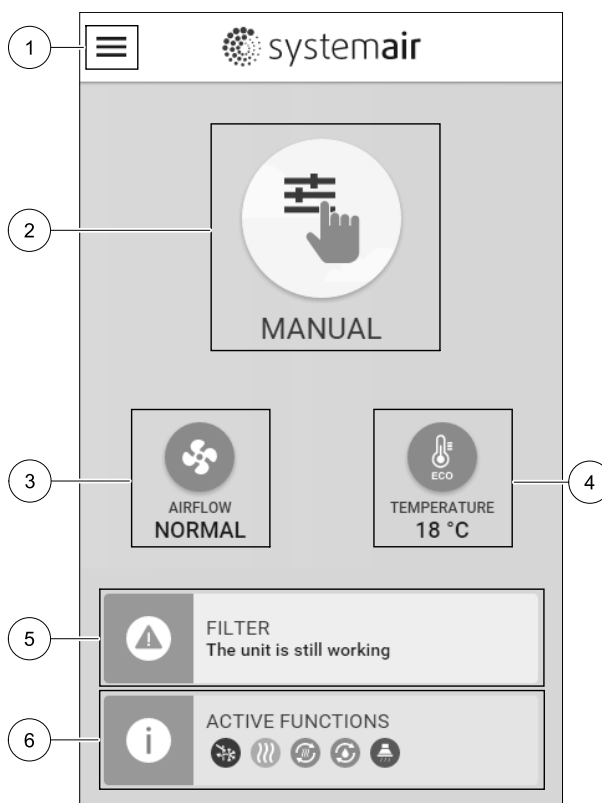 1
systemair
2
MANUAL
3
AIRFLOW
NORMAL
ECO
TEMPERATURE
18 °C
4
5
FILTER
The unit is still working
6
i
ACTIVE FUNCTIONS